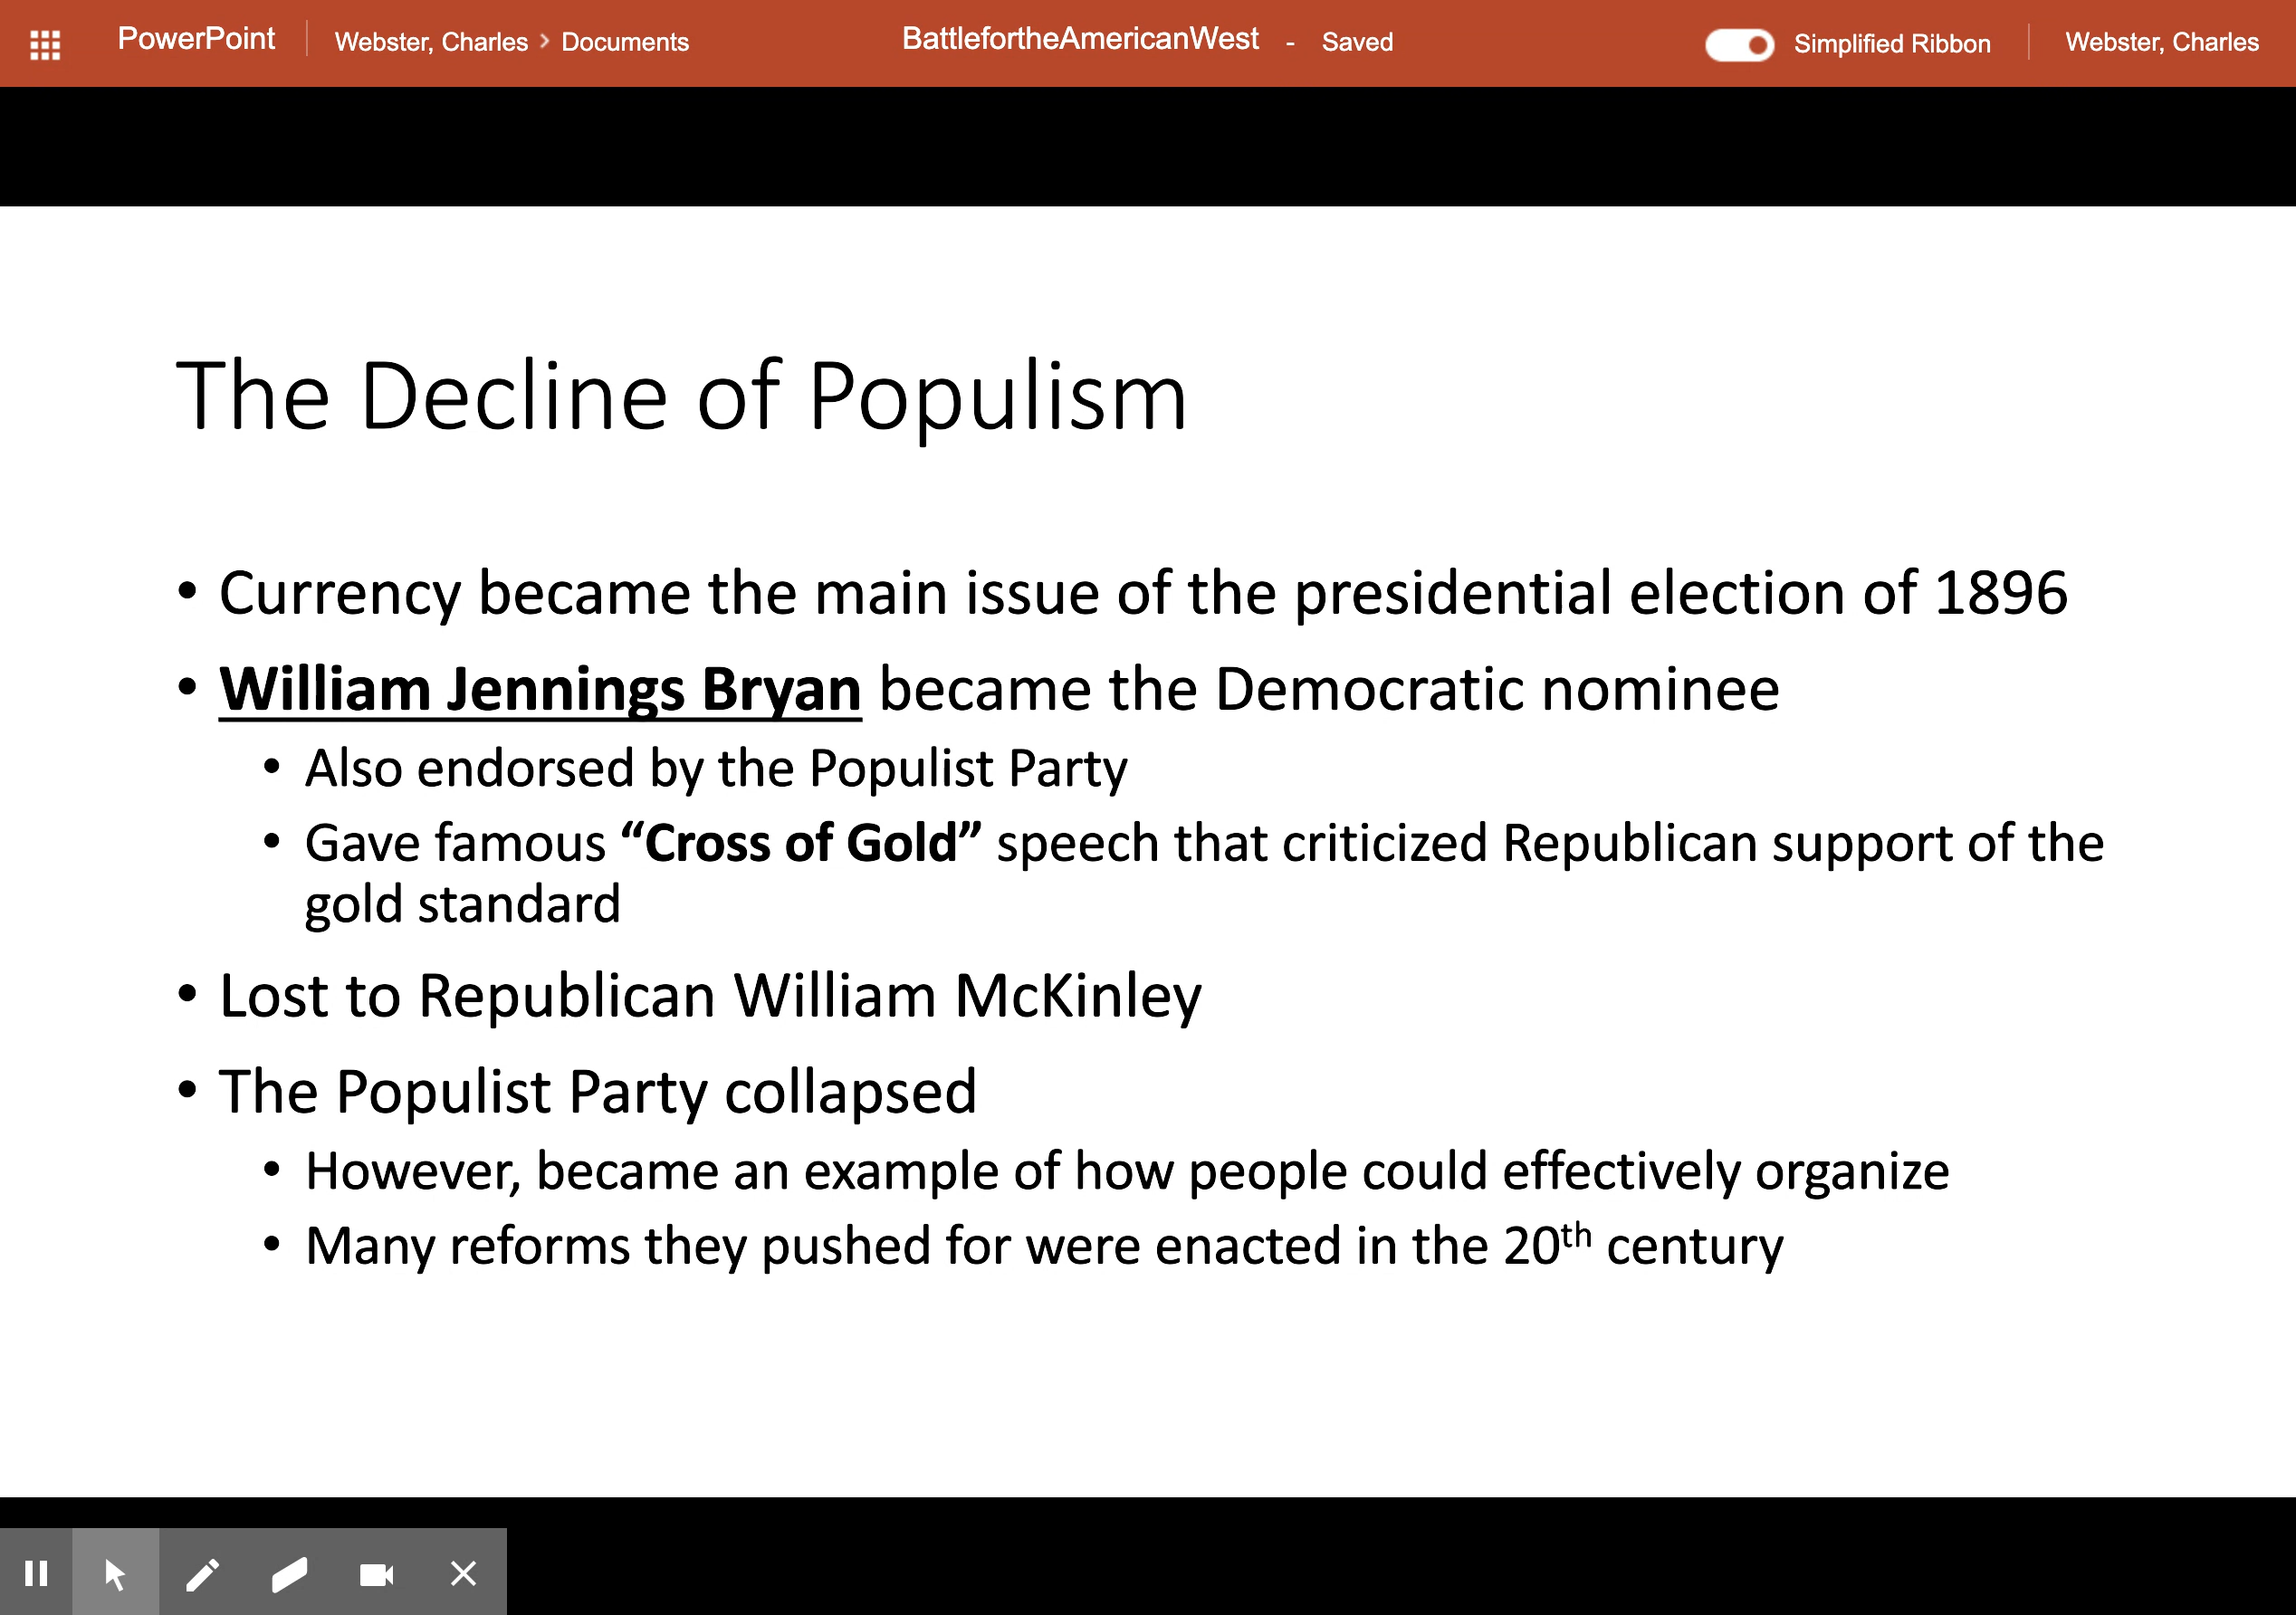 PowerPoint Webster, Charles > Documents BattlefortheAmericanWest - Saved Simplified Ribbon Webster, Charles
The Decline of Populism
• Currency became the main issue of the presidential election of 1896
• William Jennings Bryan became the Democratic nominee
• Also endorsed by the Populist Party
• Gave famous “Cross of Gold” speech that criticized Republican support of the
gold standard
• Lost to Republican William McKinley
• The Populist Party collapsed
• However, became an example of how people could effectively organize
• Many reforms they pushed for were enacted in the 20th century